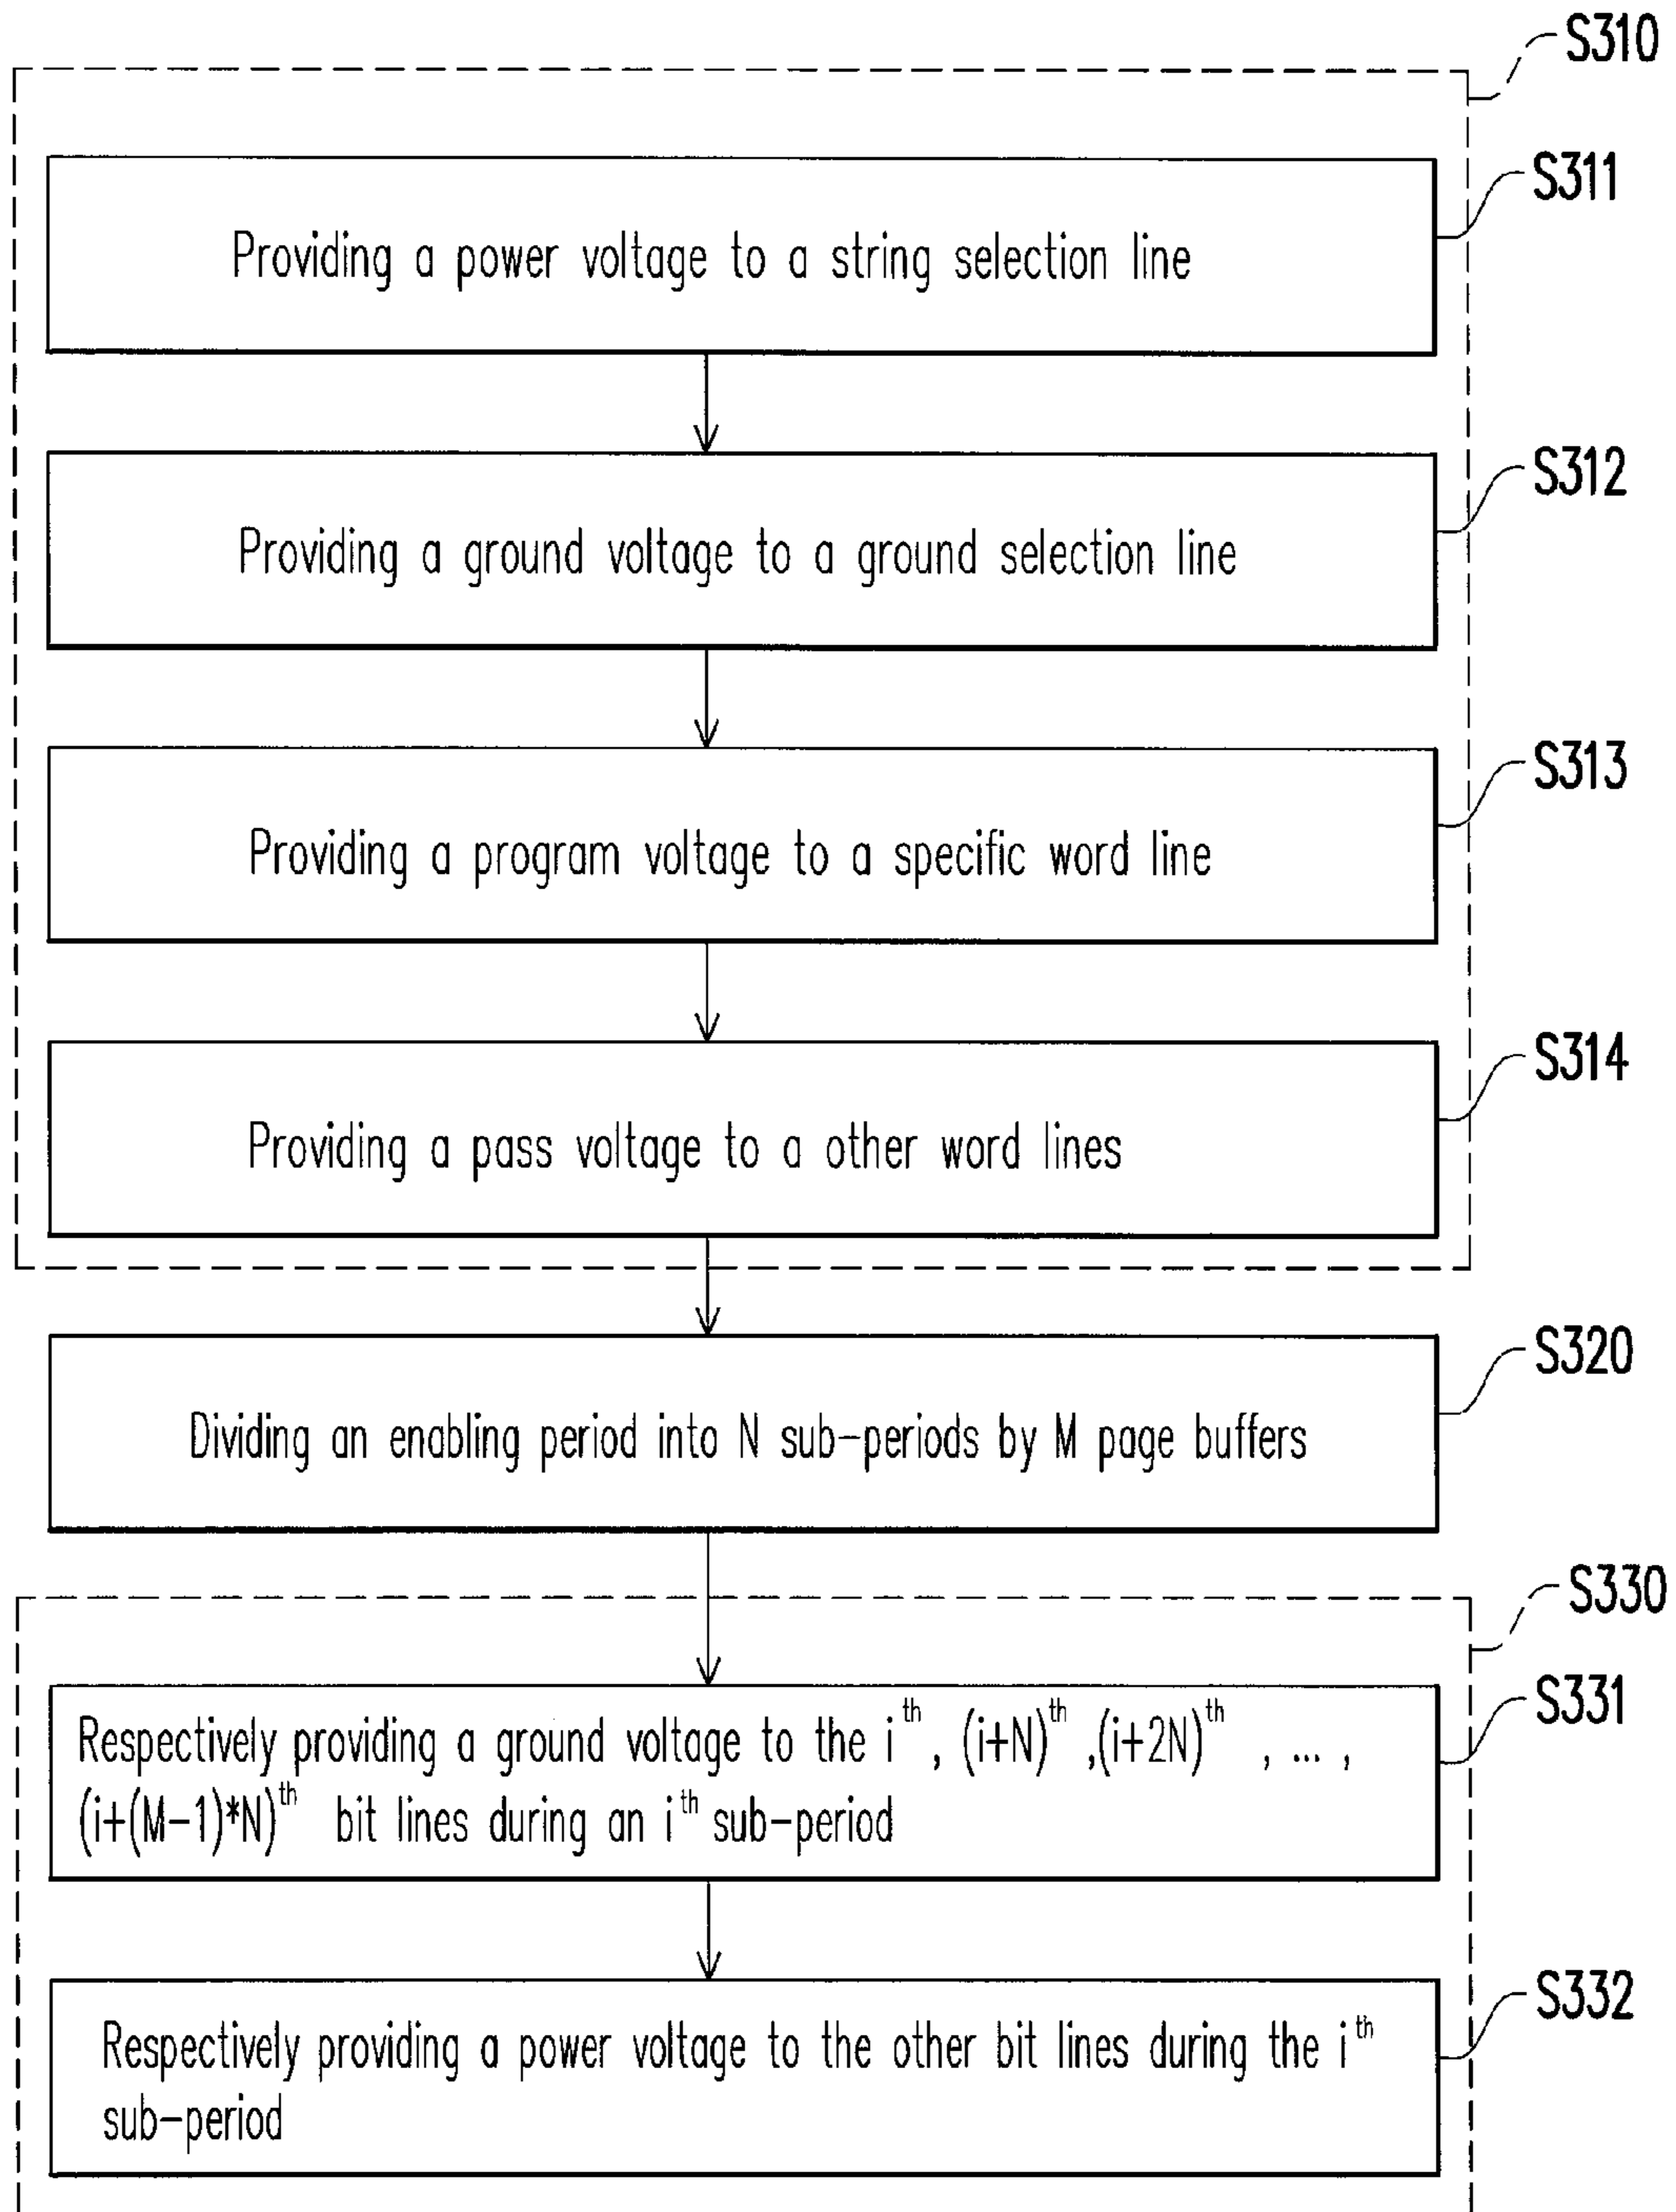 S310
S311
Providing a power voltage to a string selection line
S312
Providing a ground voltage to a ground selection line
S313
Providing a program voltage to a specific word line
S314
Providing a pass voltage to a other word lines
S320
Dividing an enabling period into N sub-periods by M page buffers
S330
S331
Respectively providing a ground voltage to the i^th, (i+N)^th ,(i+2N)^th , ... ,
(i+(M-1)*N)^th bit lines during an i^th sub-period
S332
Respectively providing a power voltage to the other bit lines during the i^th
sub-period